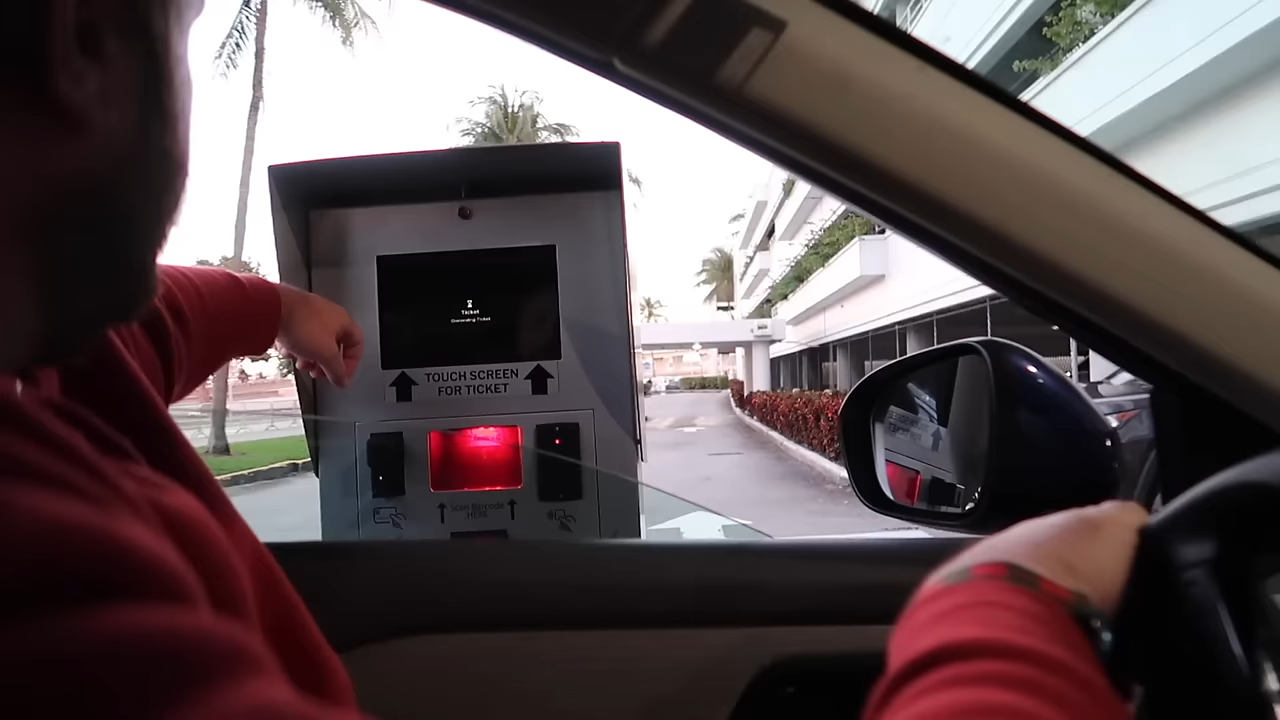 Ticket
Generating Ticket
TOUCH SCREEN
FOR TICKET
Scan Barcode
HERE